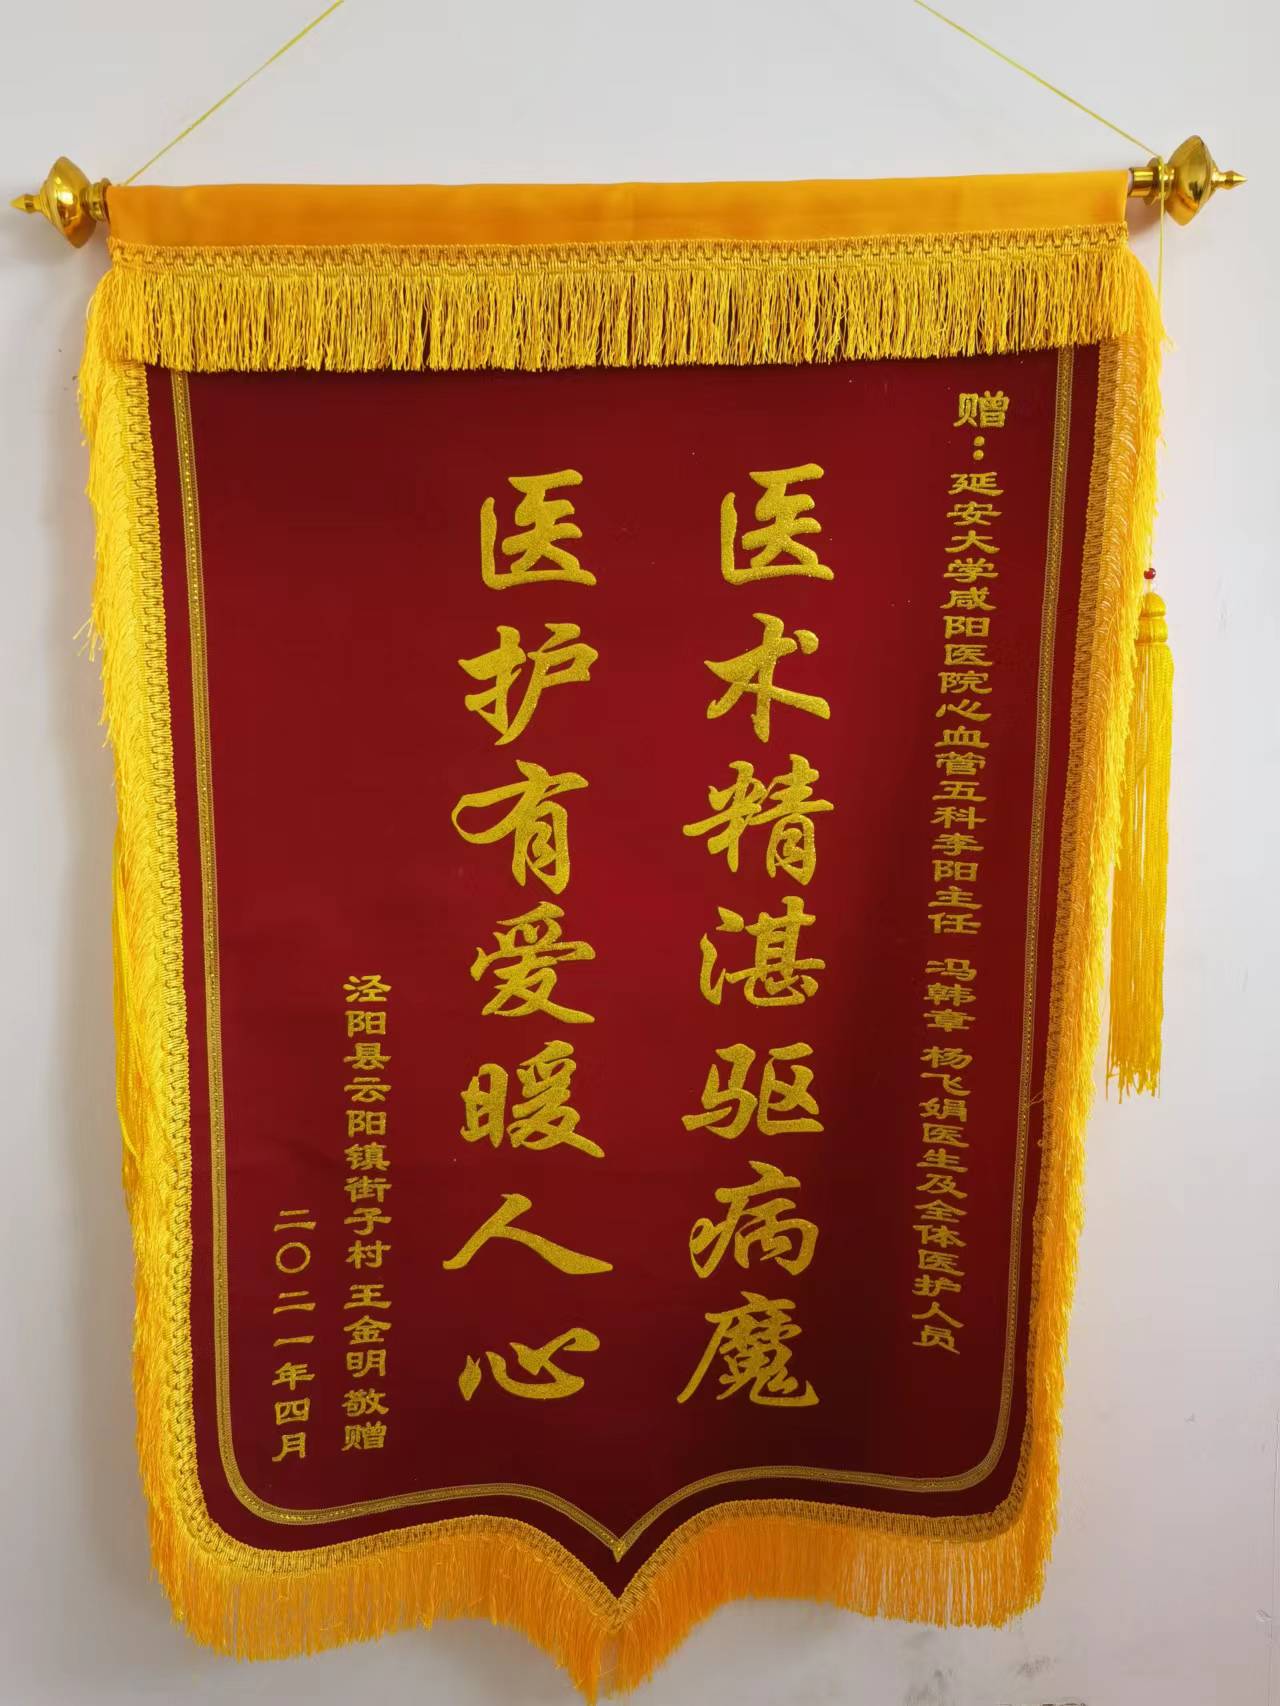 赠：延安大学咸阳医院心血管五科李阳主任 冯韩章 杨飞娟医生及全体医护人员
医术精湛驱病魔
医护有爱暖人心
泾阳县云阳镇街子村 王金明 敬赠
二〇二一年四月